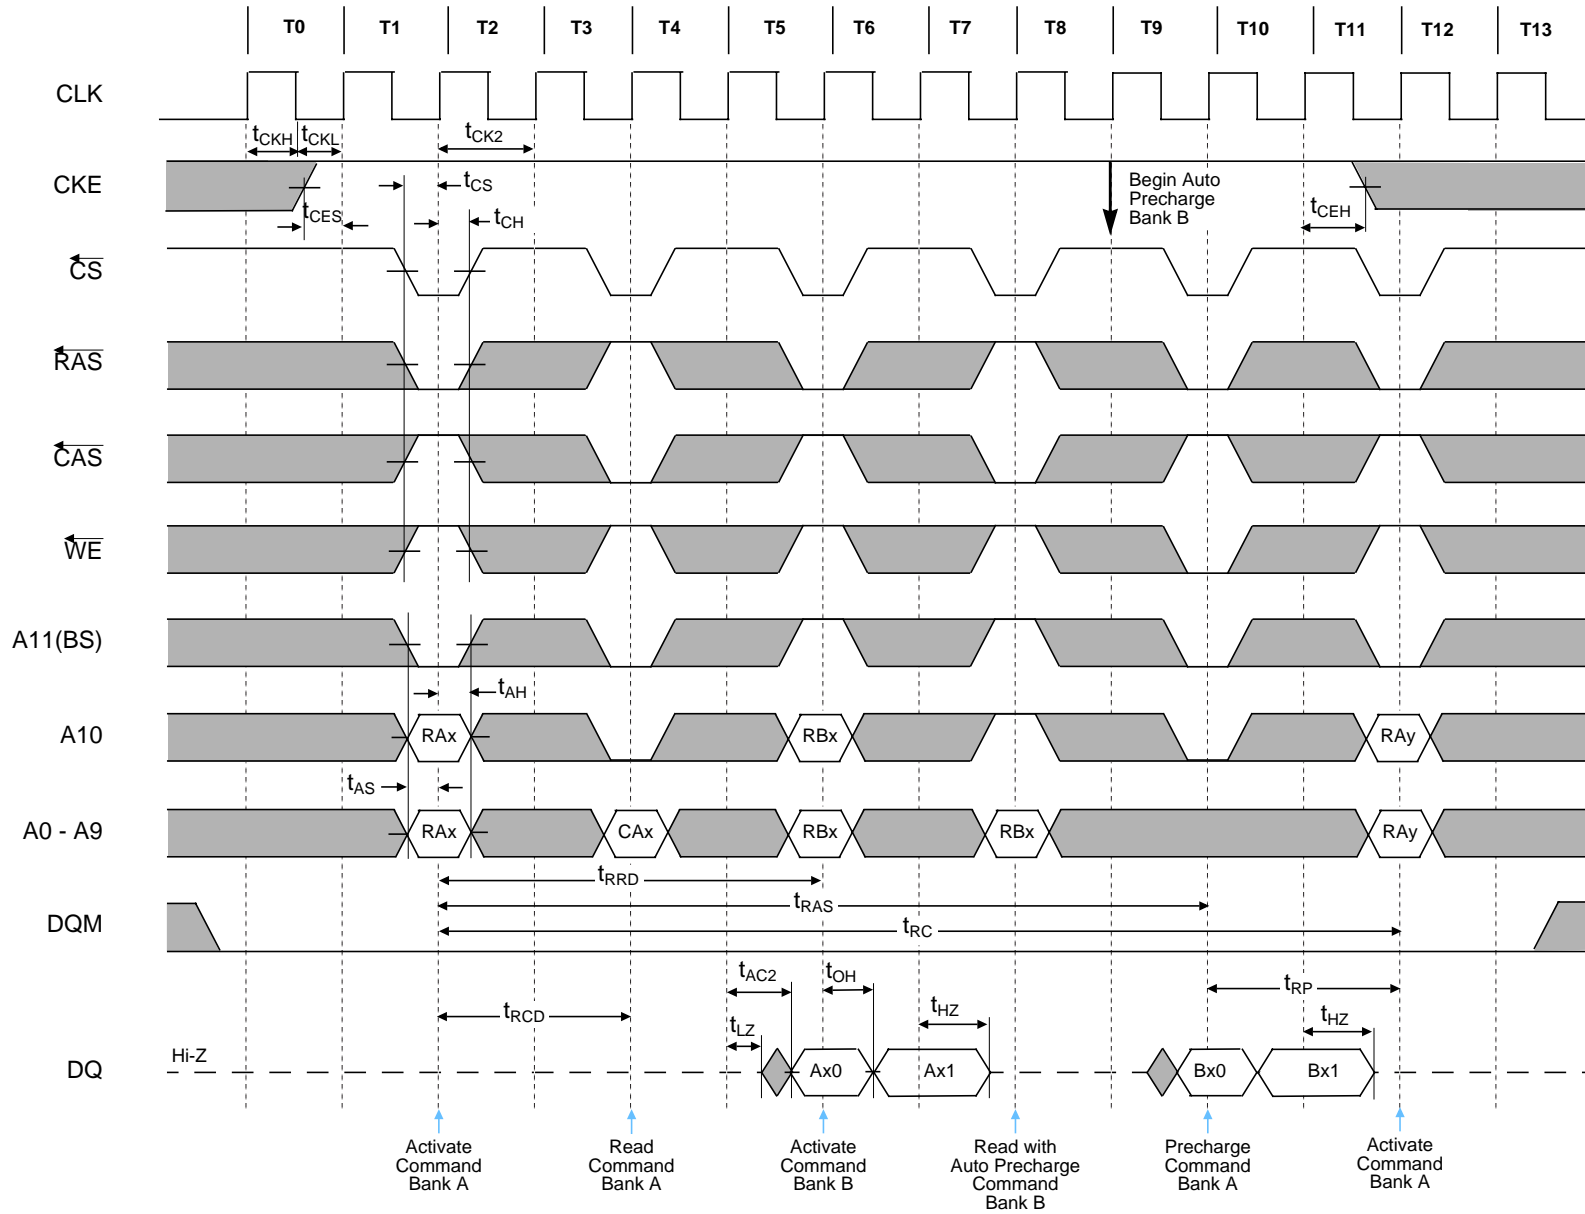 T0 T1 T2 T3 T4 T5 T6 T7 T8 T9 T10 T11 T12 T13
CLK
tCKH tCKL tCK2
CKE
tCS
Begin Auto
Precharge
Bank B
tCES
tCH
tCEH
CS
RAS
CAS
WE
A11(BS)
tAH
A10 RAx RBx RAy
tAS
A0 - A9 RAx CAx RBx RBx RAy
tRRD
tRAS
DQM
tRC
tAC2 tOH
tRP
tRCD
tHZ
tHZ
tLZ
Hi-Z
DQ Ax0 Ax1 Bx0 Bx1
Activate
Command
Bank A
Read
Command
Bank A
Activate
Command
Bank B
Read with
Auto Precharge
Command
Bank B
Precharge
Command
Bank A
Activate
Command
Bank A